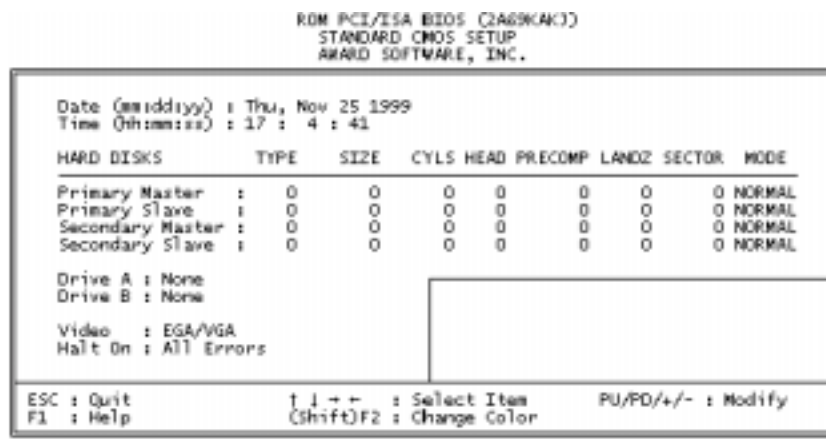 ROM PCI/ISA BIOS (2A69KAK3)
STANDARD CMOS SETUP
AWARD SOFTWARE, INC.
Date (mm:dd:yy) : Thu, Nov 25 1999
Time (hh:mm:ss) : 17 : 4 : 41
HARD DISKS TYPE SIZE CYLS HEAD PRECOMP LANDZ SECTOR MODE
Primary Master : 0 0 0 0 0 0 0 NORMAL
Primary Slave : 0 0 0 0 0 0 0 NORMAL
Secondary Master : 0 0 0 0 0 0 0 NORMAL
Secondary Slave : 0 0 0 0 0 0 0 NORMAL
Drive A : None
Drive B : None
Video : EGA/VGA
Halt On : All Errors
ESC : Quit ↑ ↓ → ← : Select Item PU/PD/+/- : Modify
F1 : Help (Shift)F2 : Change Color